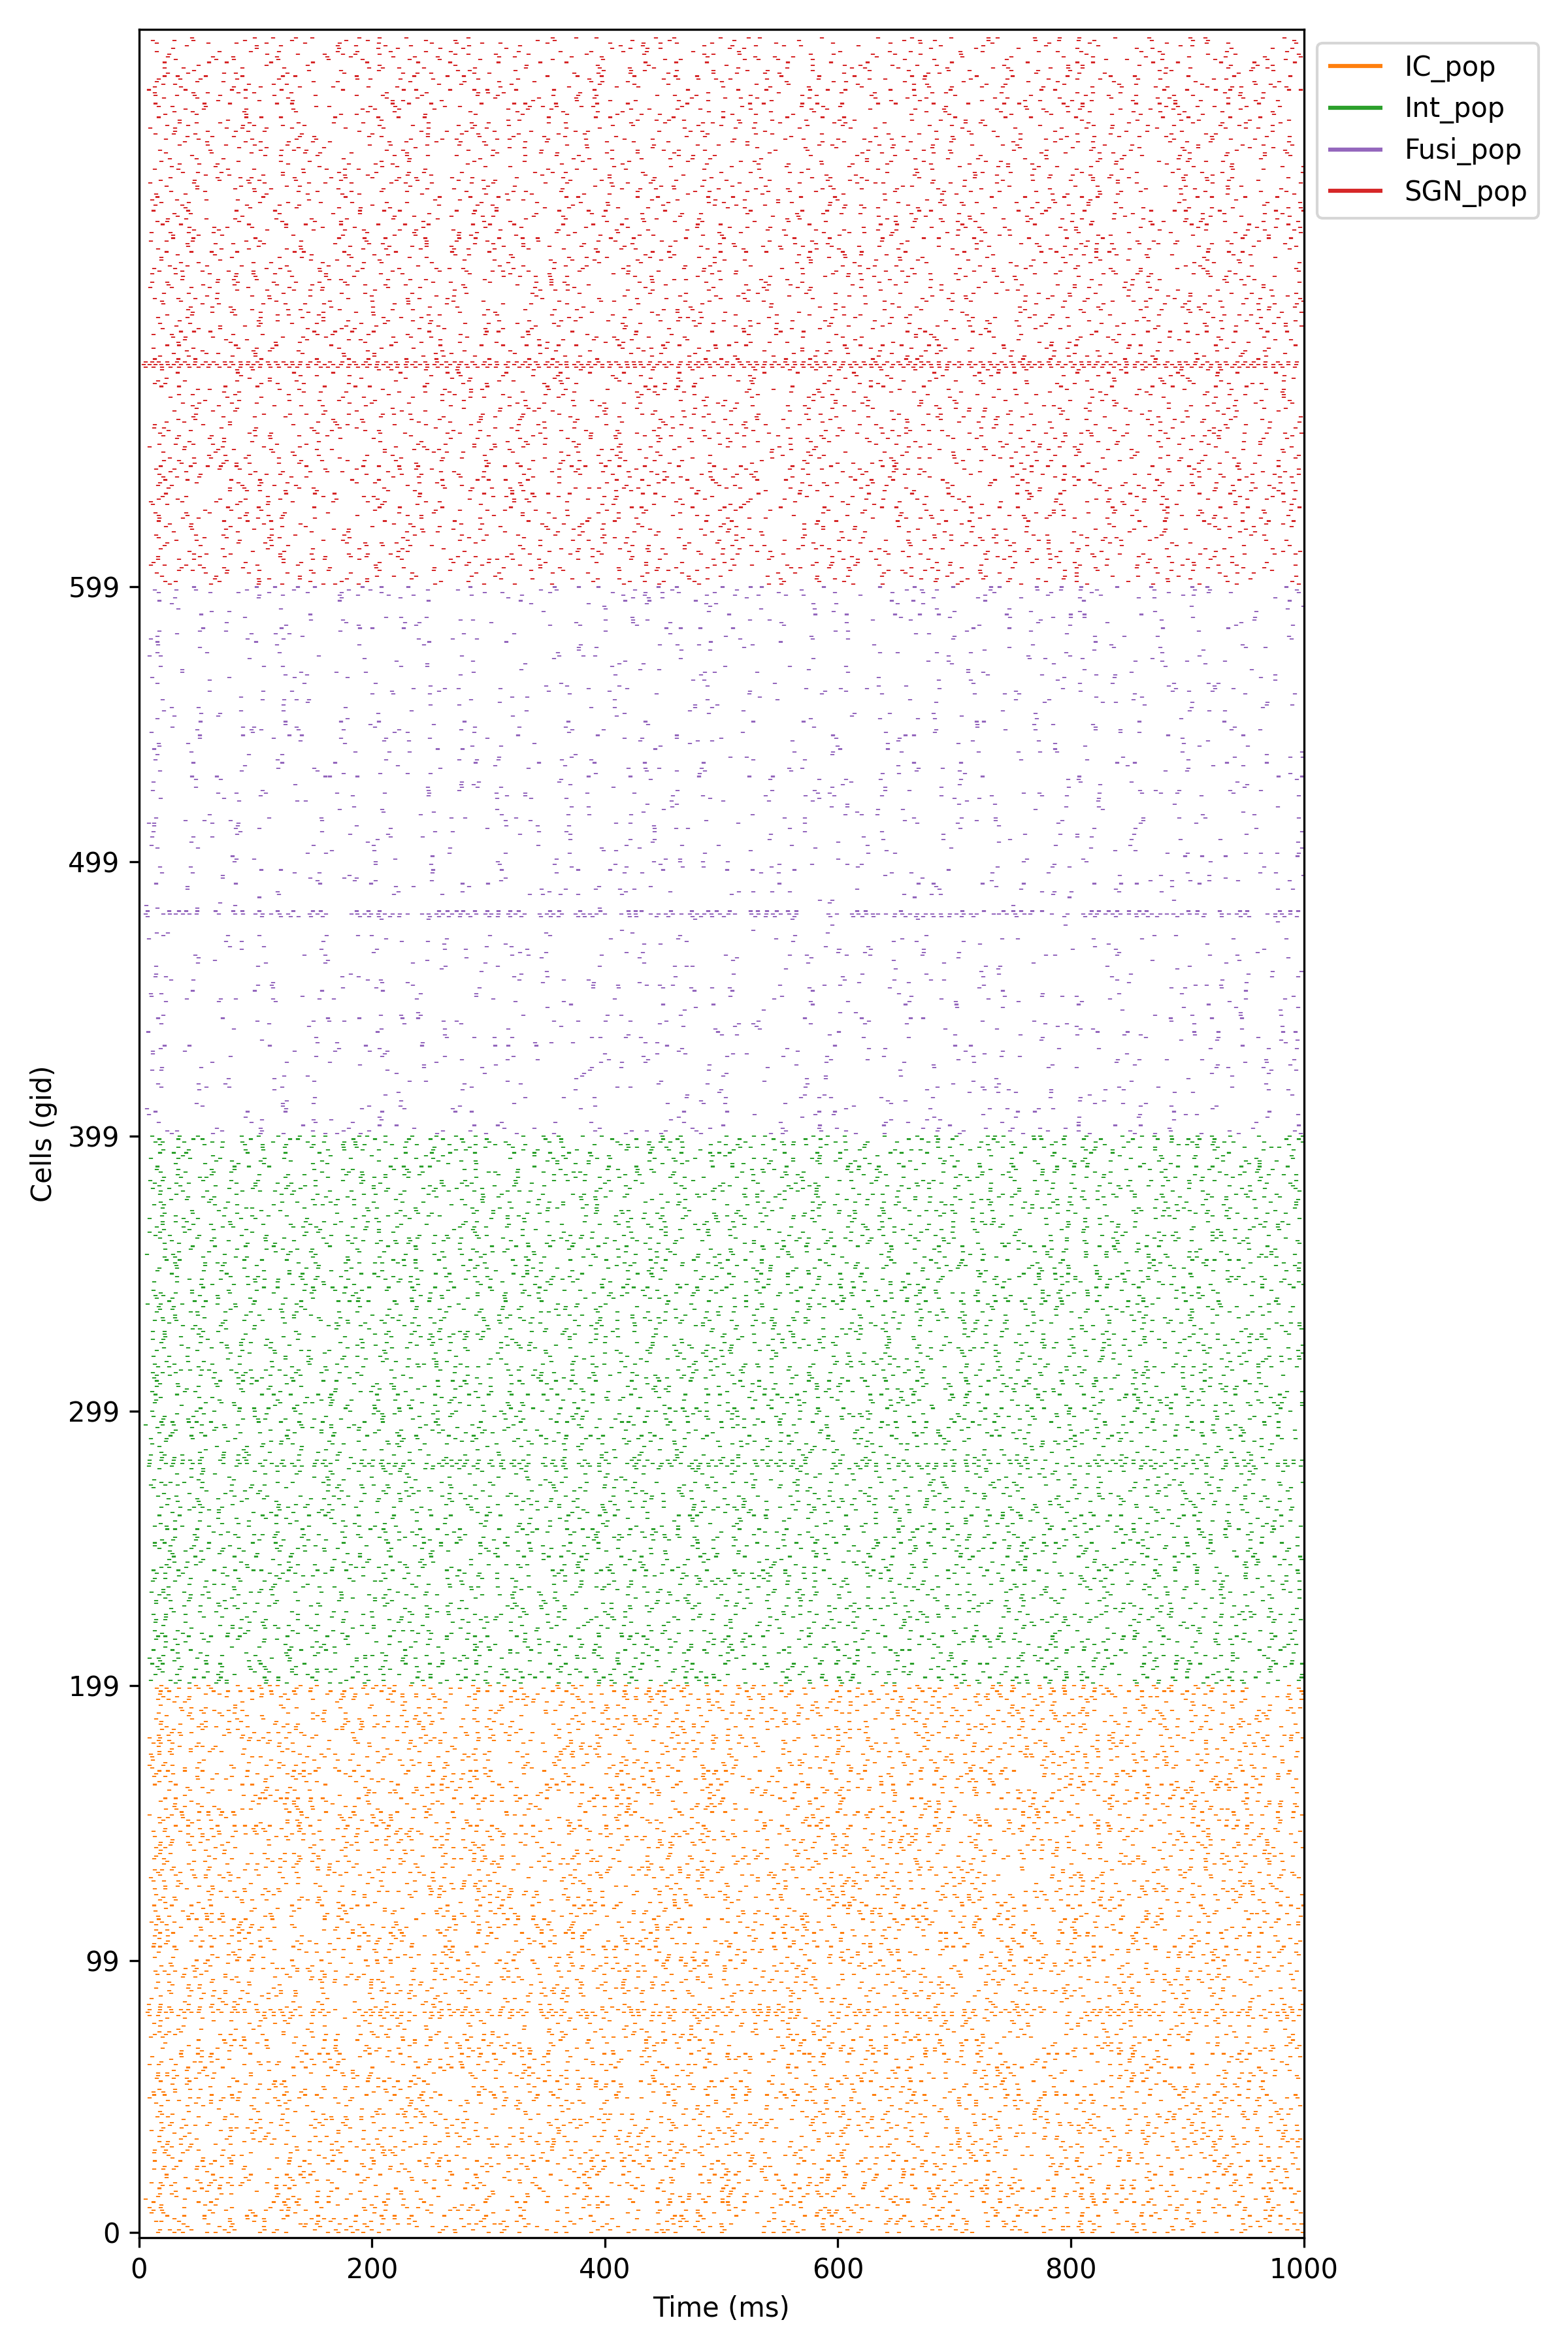 IC_pop
Int_pop
Fusi_pop
SGN_pop
599
499
399
299
199
99
0
Cells (gid)
0 200 400 600 800 1000
Time (ms)